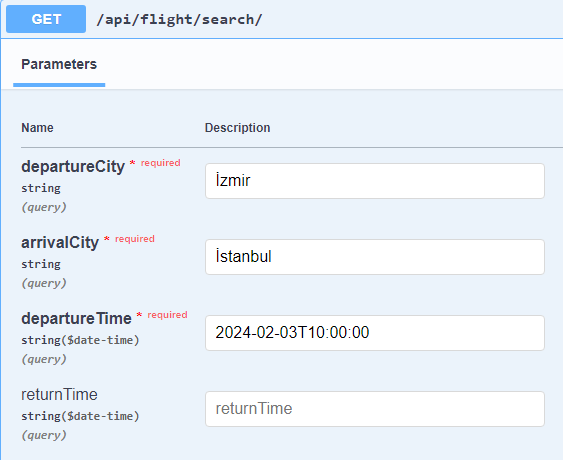 GET /api/flight/search/
Parameters
Name Description
departureCity * required
string
(query)
İzmir
arrivalCity * required
string
(query)
İstanbul
departureTime * required
string($date-time)
(query)
2024-02-03T10:00:00
returnTime
string($date-time)
(query)
returnTime